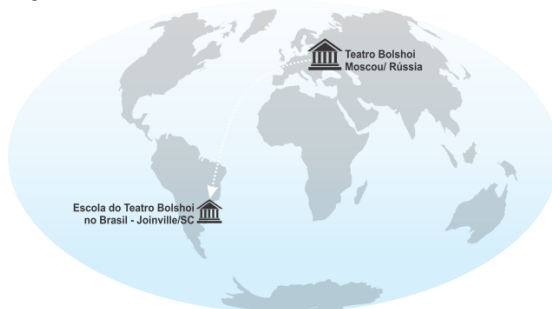 Teatro Bolshoi
Moscou/ Rússia
Escola do Teatro Bolshoi
no Brasil - Joinville/SC